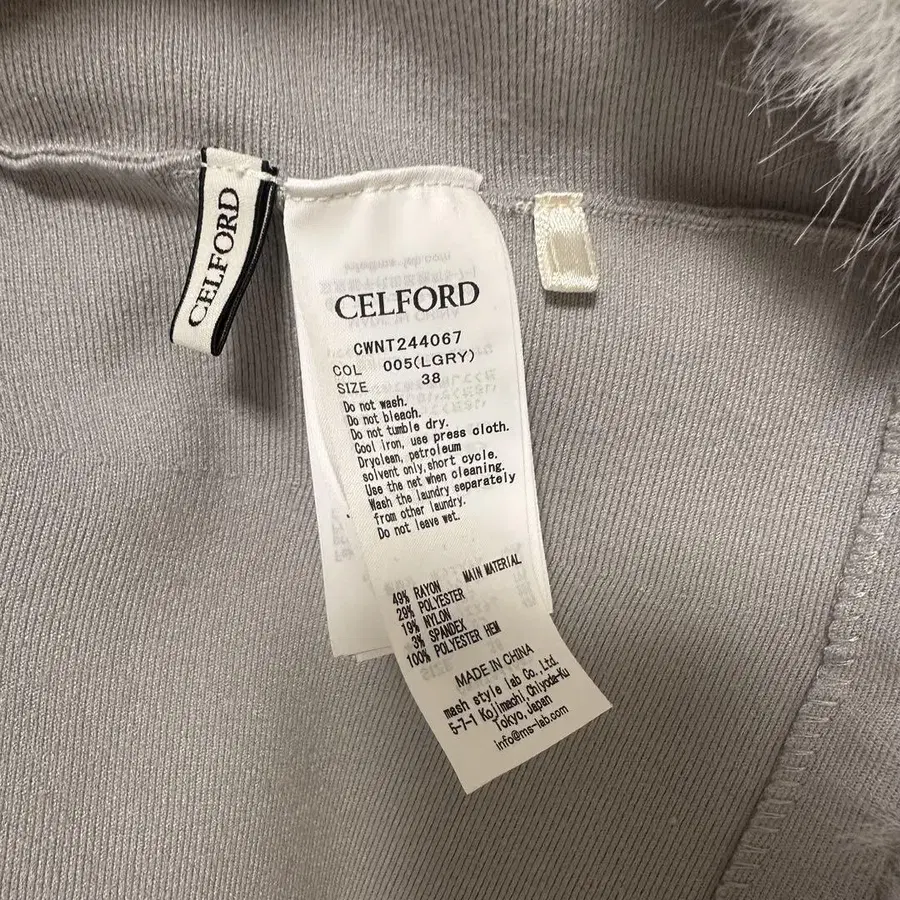 CELFORD
CELFORD
CWNT244067
COL 005(LGRY)
SIZE 38
Do not wash.
Do not bleach.
Do not tumble dry.
Cool iron, use press cloth.
Dryclean, petroleum
solvent only,short cycle.
Use the net when cleaning.
Wash the laundry separately
from other laundry.
Do not leave wet.
49% RAYON MAIN MATERIAL
29% POLYESTER
19% NYLON
3% SPANDEX
100% POLYESTER HEM
MADE IN CHINA
mash style lab Co.,Ltd.
5-7-1 Kojimachi,Chiyoda-Ku
Tokyo,Japan
info@ms-lab.com